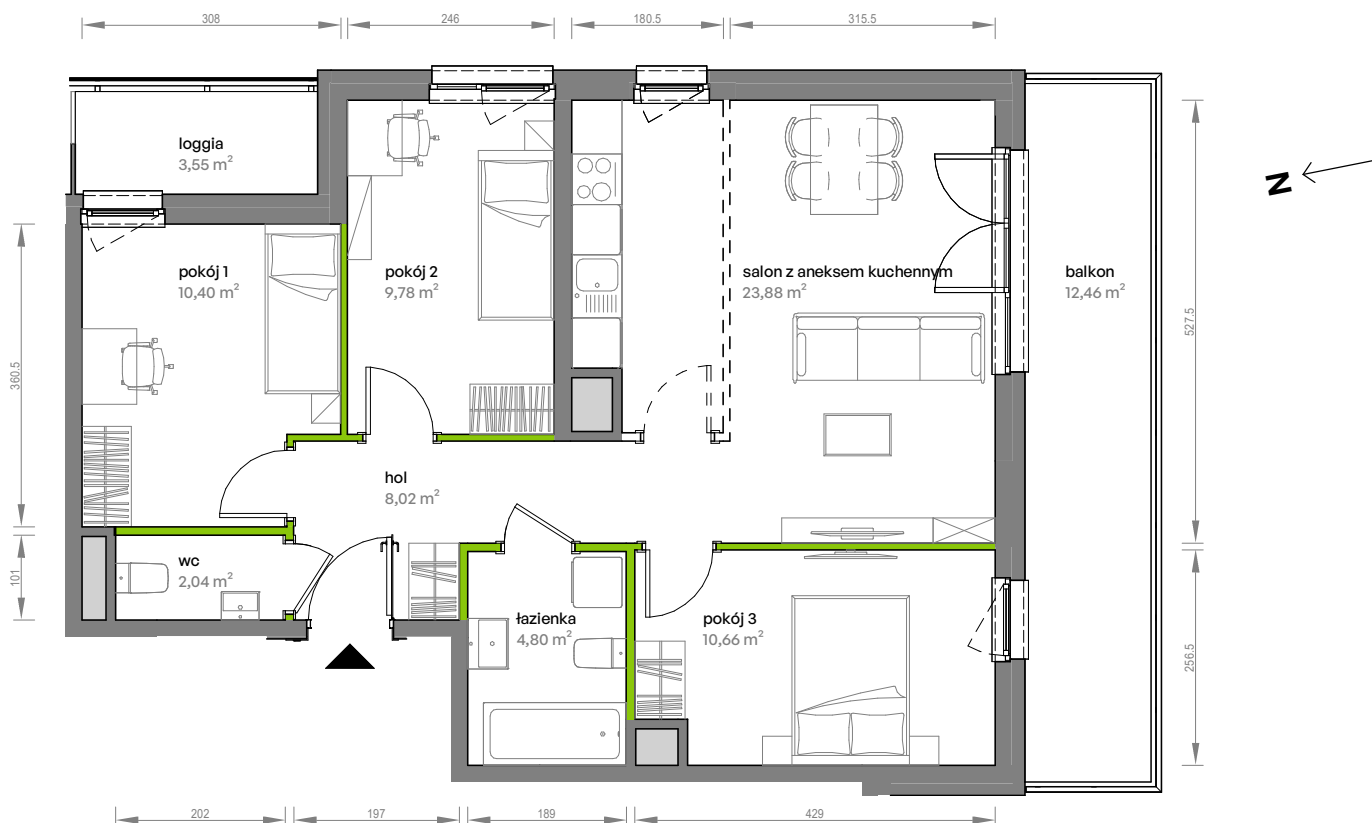 308
246
180.5
315.5
loggia
3,55 m²
N
pokój 1
10,40 m²
pokój 2
9,78 m²
salon z aneksem kuchennym
23,88 m²
balkon
12,46 m²
527.5
360.5
hol
8,02 m²
wc
2,04 m²
101
łazienka
4,80 m²
pokój 3
10,66 m²
256.5
202
197
189
429